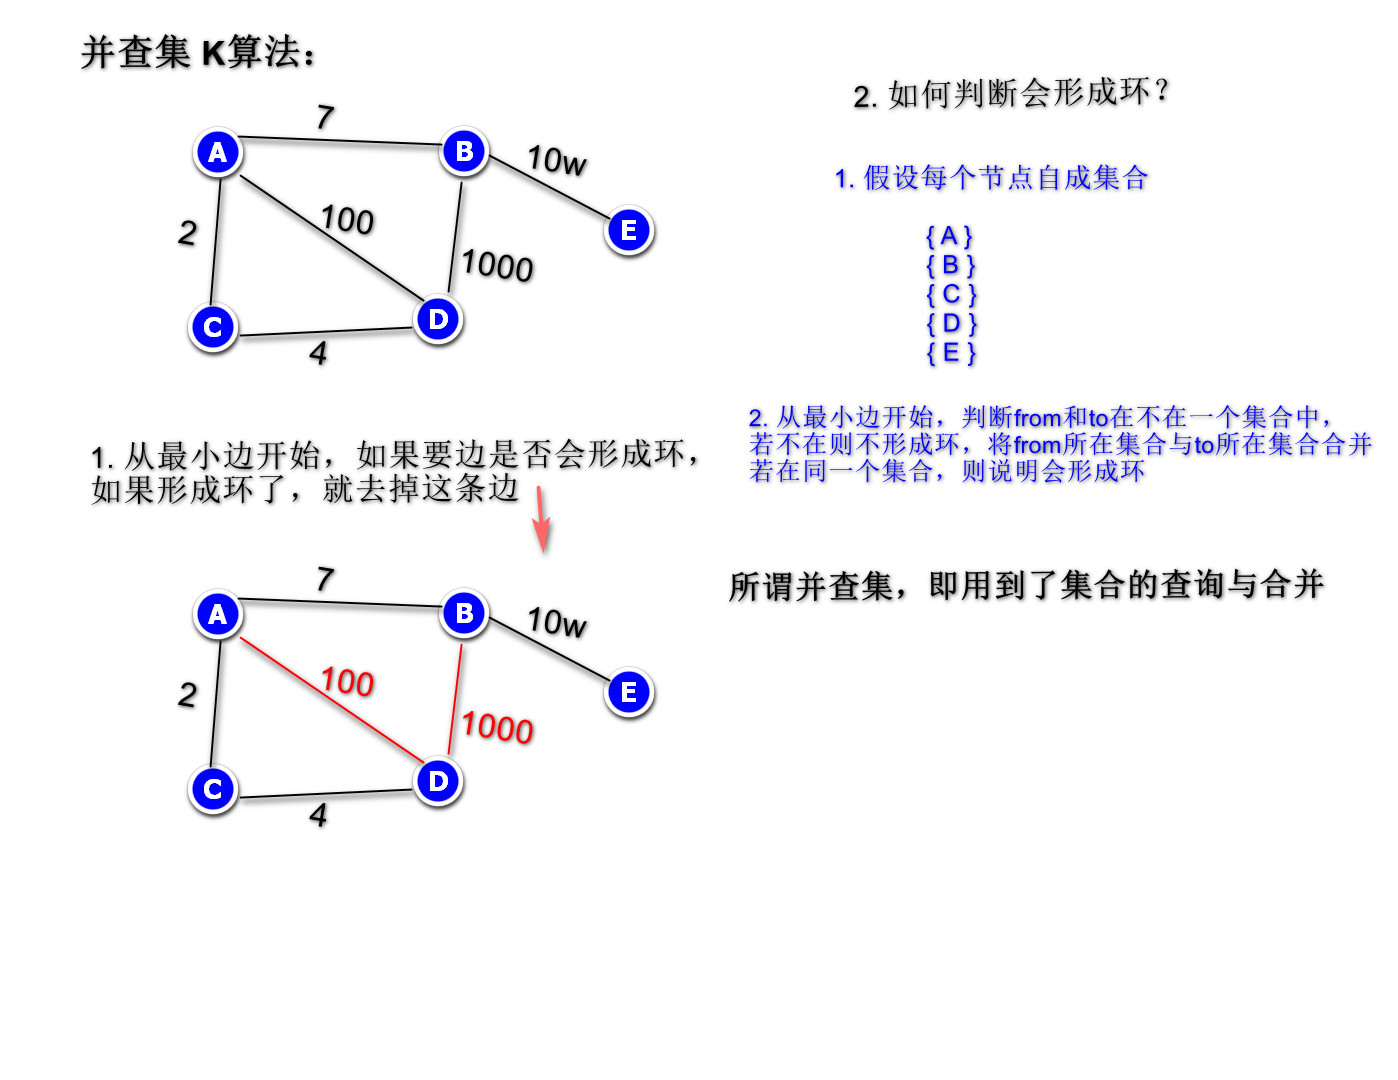 并查集 K算法：
7
A
B
10w
2
100
E
1000
C
D
4
1. 从最小边开始，如果要边是否会形成环，
如果形成环了，就去掉这条边
7
A
B
10w
2
100
E
1000
C
D
4
2. 如何判断会形成环？
1. 假设每个节点自成集合
{ A }
{ B }
{ C }
{ D }
{ E }
2. 从最小边开始，判断from和to在不在一个集合中，
若不在则不形成环，将from所在集合与to所在集合合并
若在同一个集合，则说明会形成环
所谓并查集，即用到了集合的查询与合并